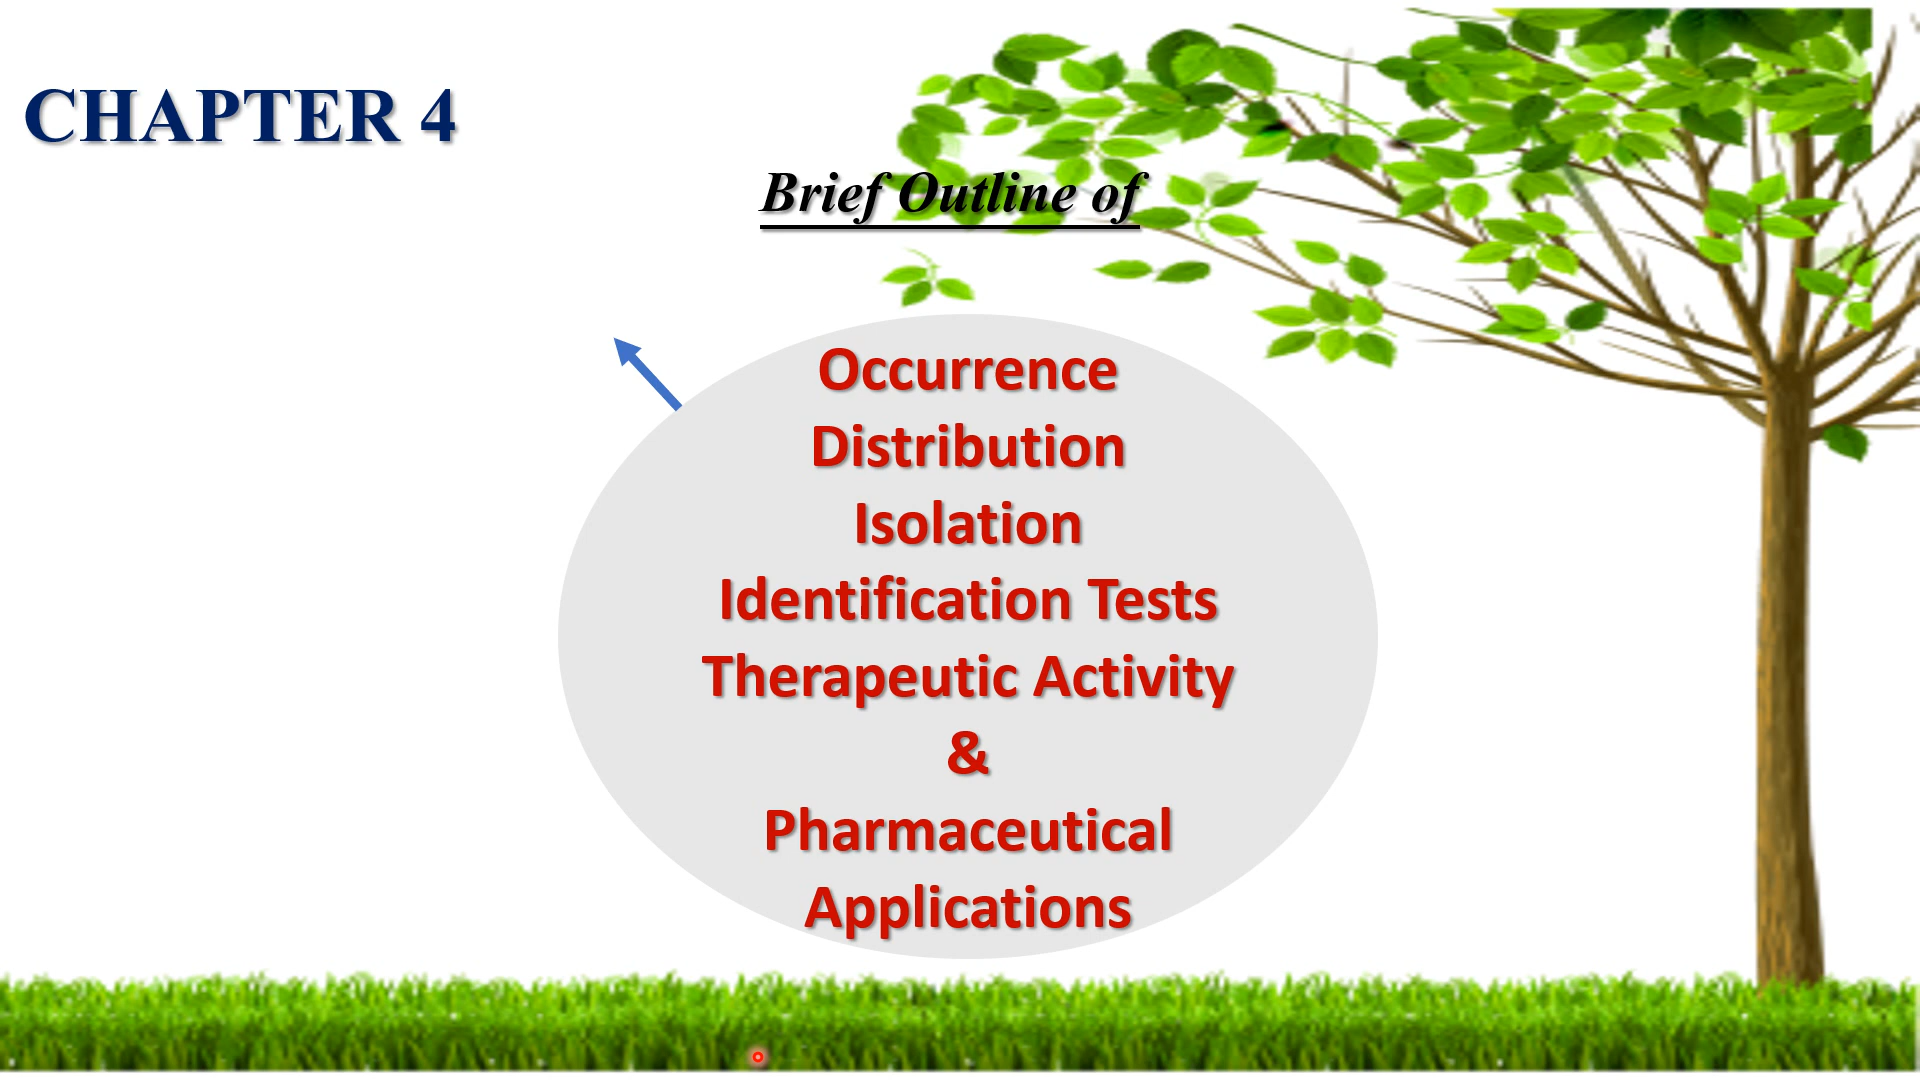 CHAPTER 4
Brief Outline of
Occurrence
Distribution
Isolation
Identification Tests
Therapeutic Activity
&
Pharmaceutical
Applications